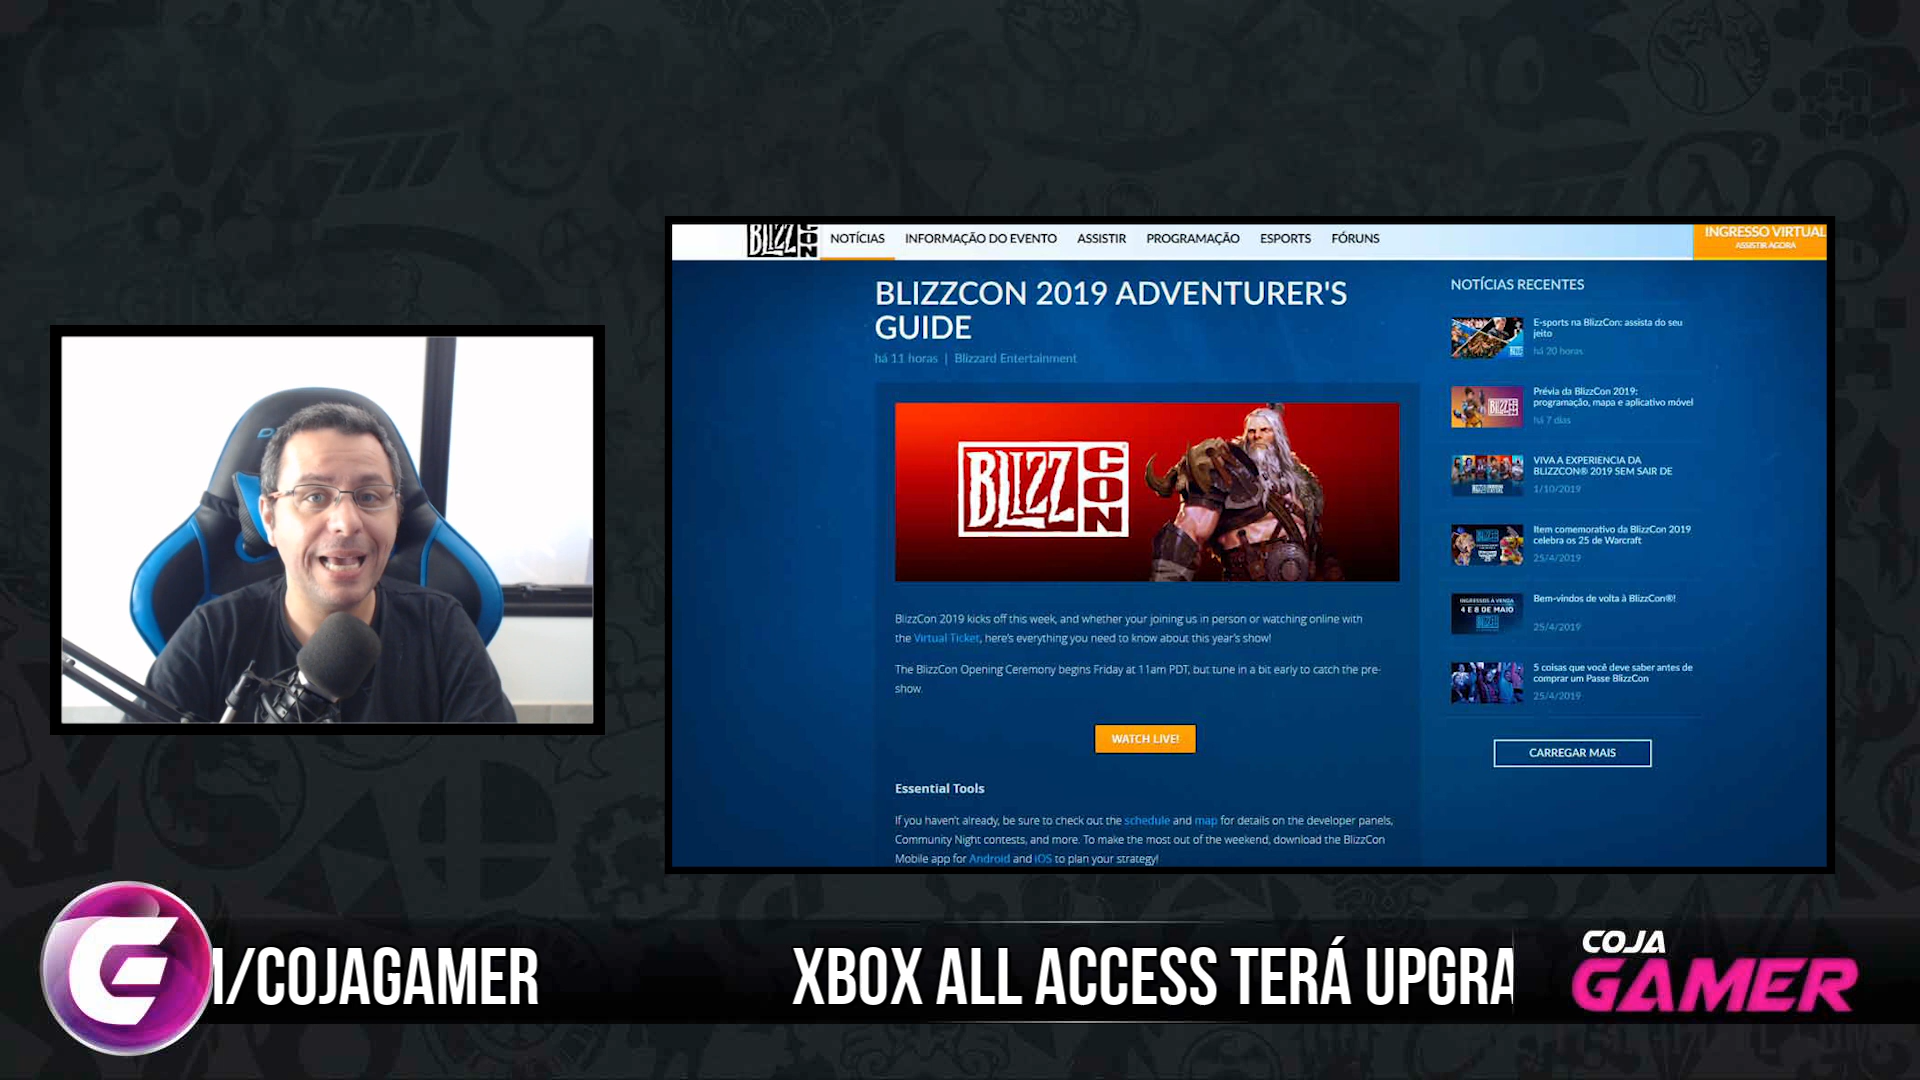 BLIZZCON
NOTÍCIAS
INFORMAÇÃO DO EVENTO
ASSISTIR
PROGRAMAÇÃO
ESPORTS
FÓRUNS
INGRESSO VIRTUAL
ASSISTIR AGORA
BLIZZCON 2019 ADVENTURER'S
GUIDE
há 11 horas | Blizzard Entertainment
BLIZZCON
BlizzCon 2019 kicks off this week, and whether your joining us in person or watching online with
the Virtual Ticket, here's everything you need to know about this year's show!
The BlizzCon Opening Ceremony begins Friday at 11am PDT, but tune in a bit early to catch the pre-
show.
WATCH LIVE!
Essential Tools
If you haven't already, be sure to check out the schedule and map for details on the developer panels,
Community Night contests, and more. To make the most out of the weekend, download the BlizzCon
Mobile app for Android and iOS to plan your strategy!
NOTÍCIAS RECENTES
E-sports na BlizzCon: assista do seu
jeito
há 20 horas
Prévia da BlizzCon 2019:
programação, mapa e aplicativo móvel
há 7 dias
VIVA A EXPERIENCIA DA
BLIZZCON® 2019 SEM SAIR DE
1/10/2019
Item comemorativo da BlizzCon 2019
celebra os 25 de Warcraft
25/4/2019
INGRESSOS À VENDA
4 E 8 DE MAIO
Bem-vindos de volta à BlizzCon®!
25/4/2019
5 coisas que você deve saber antes de
comprar um Passe BlizzCon
25/4/2019
CARREGAR MAIS
M/COJAGAMER
XBOX ALL ACCESS TERÁ UPGRA
COJA
GAMER